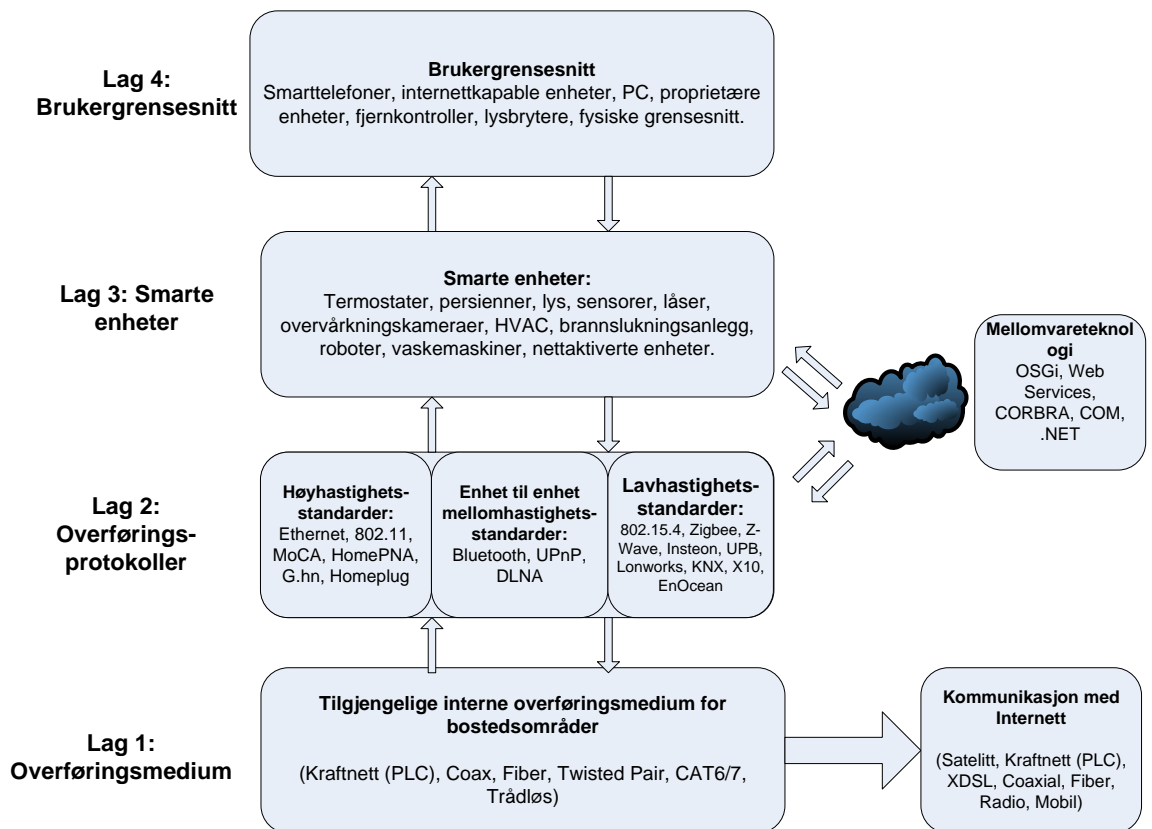 Lag 4:
Brukergrensesnitt
Brukergrensesnitt
Smarttelefoner, internettkapable enheter, PC, proprietære
enheter, fjernkontroller, lysbrytere, fysiske grensesnitt.
Lag 3: Smarte
enheter
Smarte enheter:
Termostater, persienner, lys, sensorer, låser,
overvårkningskameraer, HVAC, brannslukningsanlegg,
roboter, vaskemaskiner, nettaktiverte enheter.
Mellomvareteknol
ogi
OSGi, Web
Services,
CORBRA, COM,
.NET
Lag 2:
Overførings-
protokoller
Høyhastighets-
standarder:
Ethernet, 802.11,
MoCA, HomePNA,
G.hn, Homeplug
Enhet til enhet
mellomhastighets-
standarder:
Bluetooth, UPnP,
DLNA
Lavhastighets-
standarder:
802.15.4, Zigbee, Z-
Wave, Insteon, UPB,
Lonworks, KNX, X10,
EnOcean
Lag 1:
Overføringsmedium
Tilgjengelige interne overføringsmedium for
bostedsområder
(Kraftnett (PLC), Coax, Fiber, Twisted Pair, CAT6/7,
Trådløs)
Kommunikasjon med
Internett
(Satelitt, Kraftnett (PLC),
XDSL, Coaxial, Fiber,
Radio, Mobil)